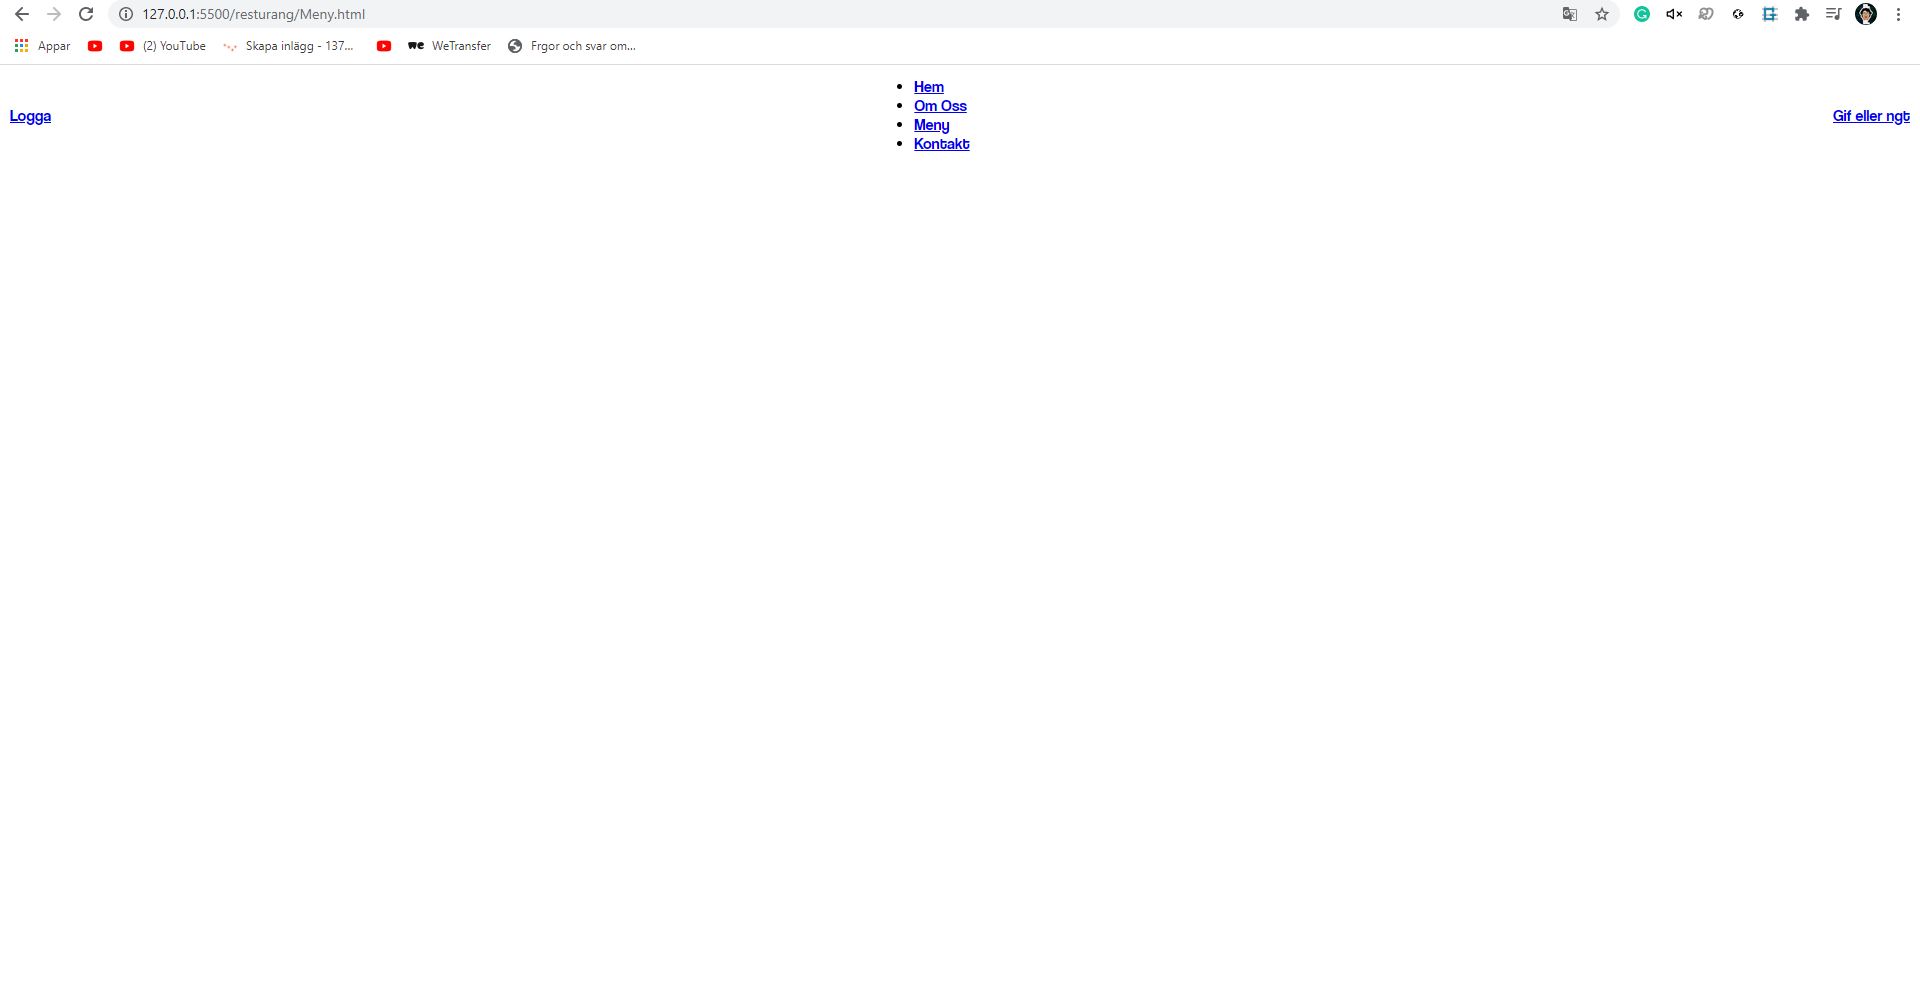 127.0.0.1:5500/resturang/Meny.html
Appar (2) YouTube Skapa inlägg - 137... we WeTransfer Frgor och svar om...
Hem
Om Oss
Logga Gif eller ngt
Meny
Kontakt